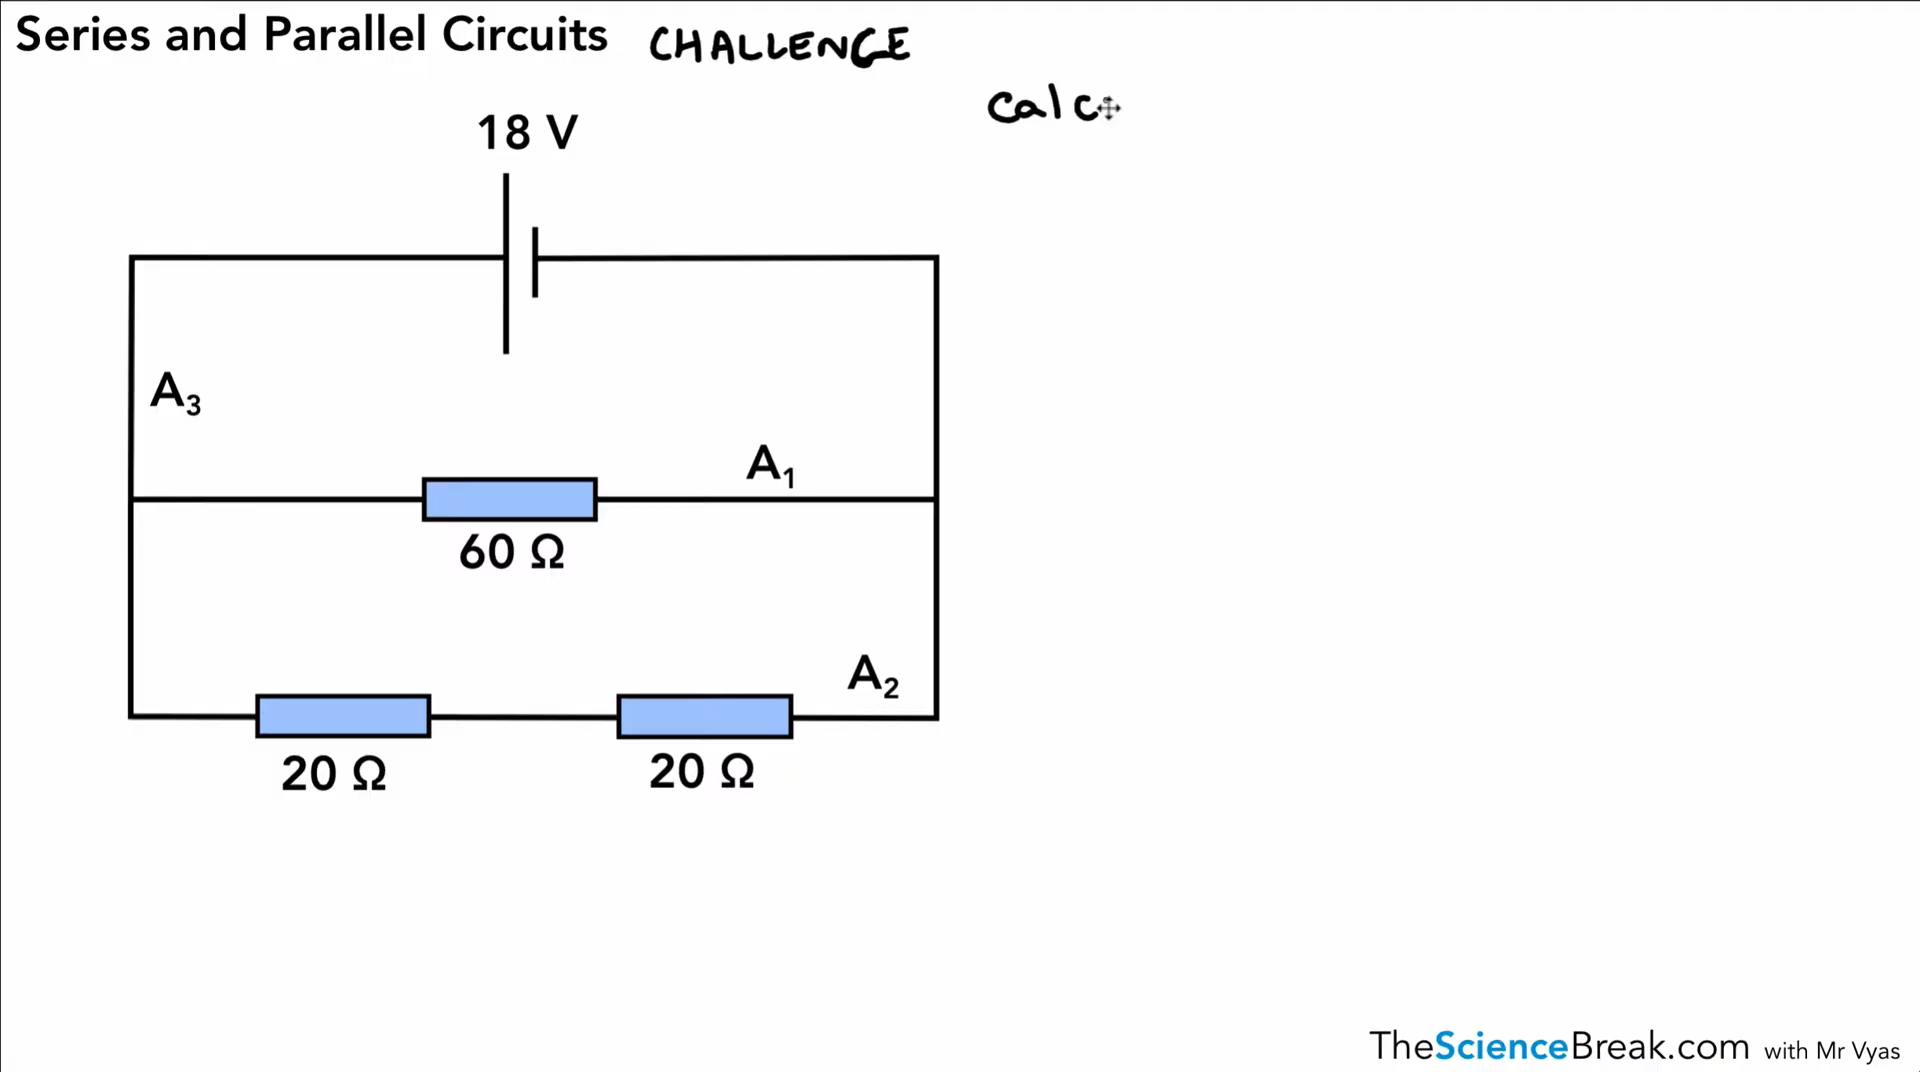 Series and Parallel Circuits CHALLENGE
Calc
18 V
A₃
A₁
60 Ω
A₂
20 Ω
20 Ω
TheScienceBreak.com with Mr Vyas